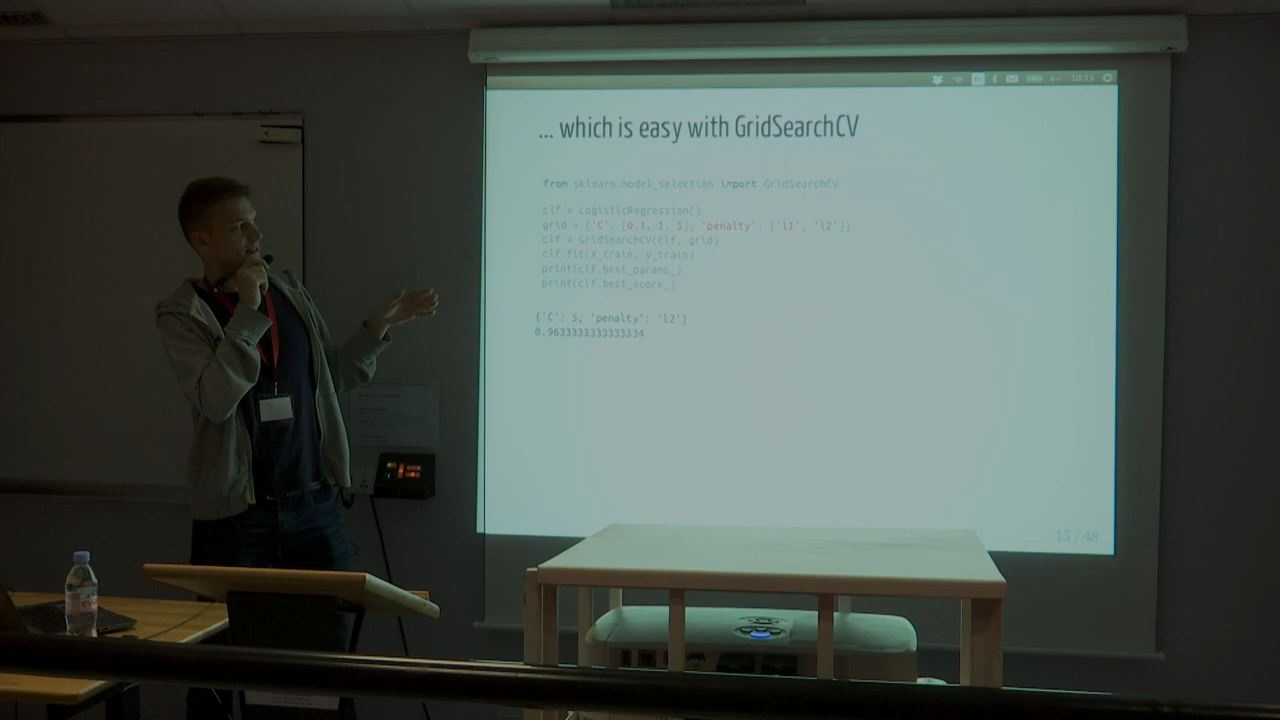 10:15
... which is easy with GridSearchCV
from sklearn.model_selection import GridSearchCV
clf = LogisticRegression()
grid = {'C': [0.1, 1, 5], 'penalty': ['l1', 'l2']}
clf = GridSearchCV(clf, grid)
clf.fit(X_train, y_train)
print(clf.best_params_)
print(clf.best_score_)
{'C': 5, 'penalty': 'l2'}
0.9633333333333334
15 / 48